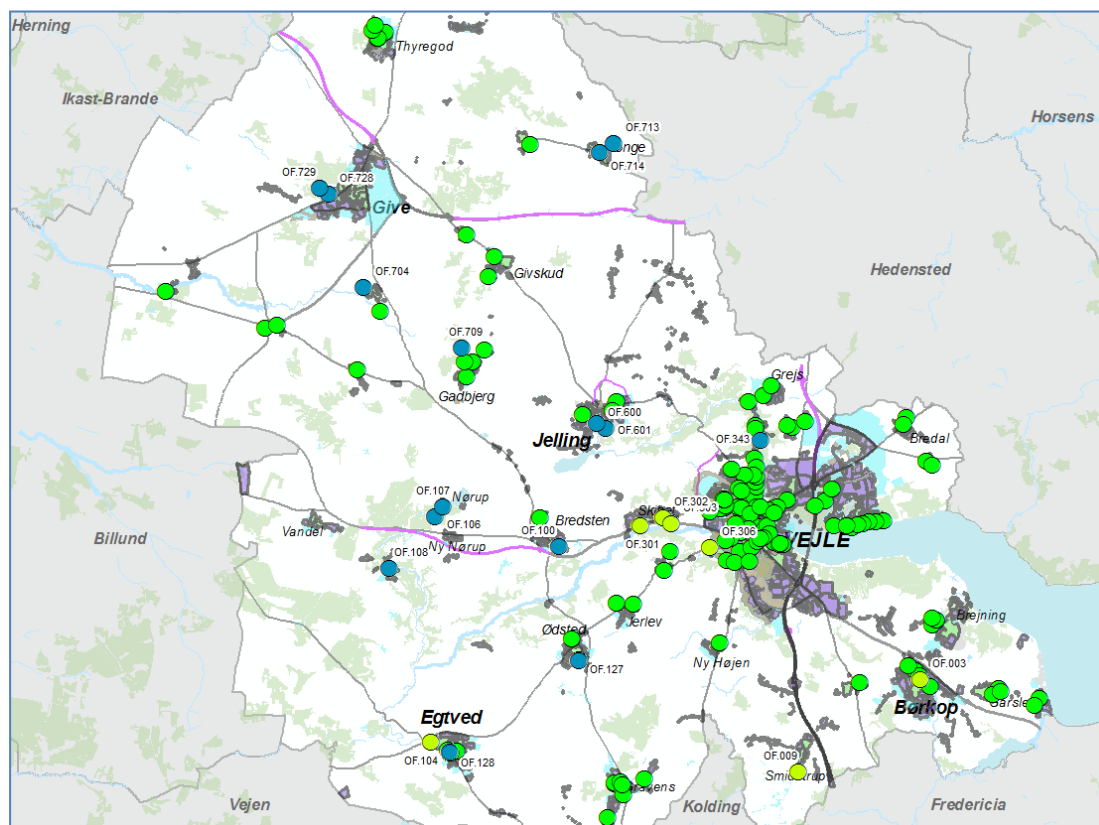 Herning
Thyregod
Ikast-Brande
Horsens
OF.713
OF.714
OF.729
OF.728
Give
Givskud
Hedensted
OF.704
OF.709
Gadbjerg
Grejs
OF.600
OF.601
Jelling
OF.343
Bredal
OF.107
Nørup
OF.302
OF.106
Vandel
Bredsten
OF.100
Ny Nørup
OF.301
OF.306
VEJLE
Billund
OF.108
Ødsted
Jerlev
Brejning
OF.127
Ny Højen
OF.003
Børkop
Egtved
OF.104
OF.128
OF.009
Vejen
Kolding
Fredericia